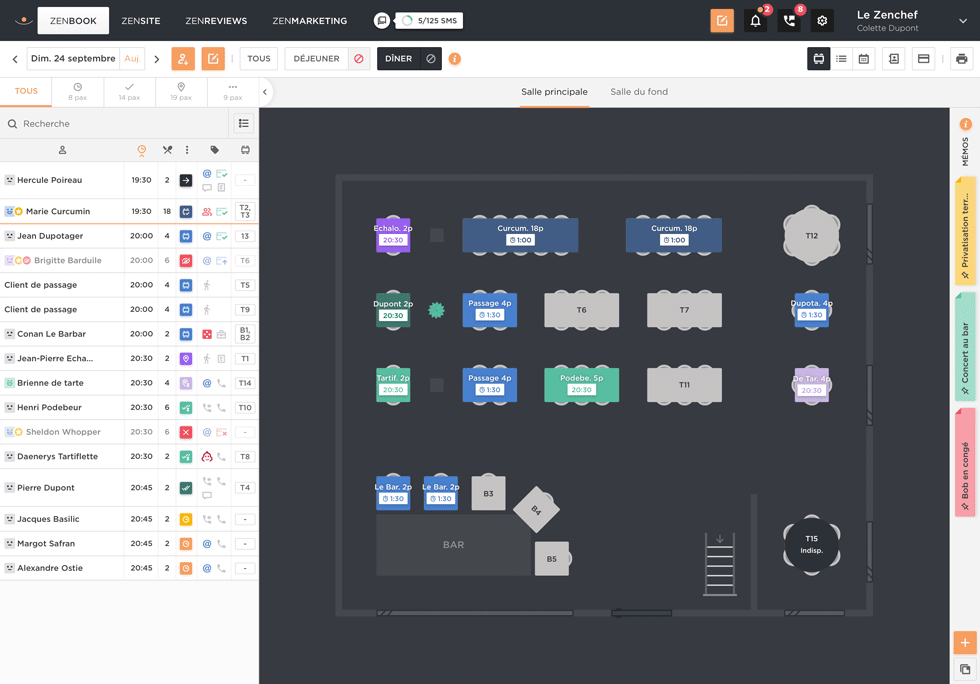 ZENBOOK ZENSITE ZENREVIEWS ZENMARKETING 5/125 SMS 2 8 Le Zenchef
Colette Dupont
Dim. 24 septembre Auj. TOUS DÉJEUNER DÎNER i
TOUS 8 pax 14 pax 19 pax 9 pax
Salle principale Salle du fond
Recherche
Hercule Poireau 19:30 2 -
Marie Curcumin 19:30 18 T2, T3
Jean Dupotager 20:00 4 13
Brigitte Barduile 20:00 6 T6
Client de passage 20:00 4 T5
Client de passage 20:00 4 T9
Conan Le Barbar 20:00 2 B1, B2
Jean-Pierre Echa... 20:30 2 T1
Brienne de tarte 20:30 4 T14
Henri Podebeur 20:30 6 T10
Sheldon Whopper 20:30 6 -
Daenerys Tartiflette 20:30 2 T8
Pierre Dupont 20:45 2 T4
Jacques Basilic 20:45 2 -
Margot Safran 20:45 2 -
Alexandre Ostie 20:45 2 -
Echalo. 2p
20:30
Curcum. 18p
1:00
Curcum. 18p
1:00
T12
Dupont 2p
20:30
Passage 4p
1:30
T6
T7
Dupota. 4p
1:30
Tartif. 2p
20:30
Passage 4p
1:30
Podebe. 5p
20:30
T11
De Tar. 4p
20:30
Le Bar. 2p
1:30
Le Bar. 2p
1:30
B3
B4
BAR
B5
T15
Indisp.
i
MÉMOS
Privatisation terr...
Concert au bar
Bob en congé